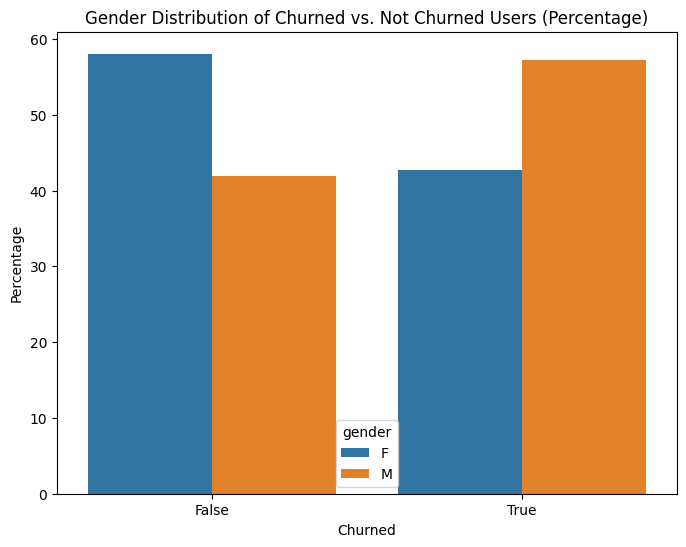 Gender Distribution of Churned vs. Not Churned Users (Percentage)
60
50
40
30
20
10
0
Percentage
gender
F
M
False
True
Churned